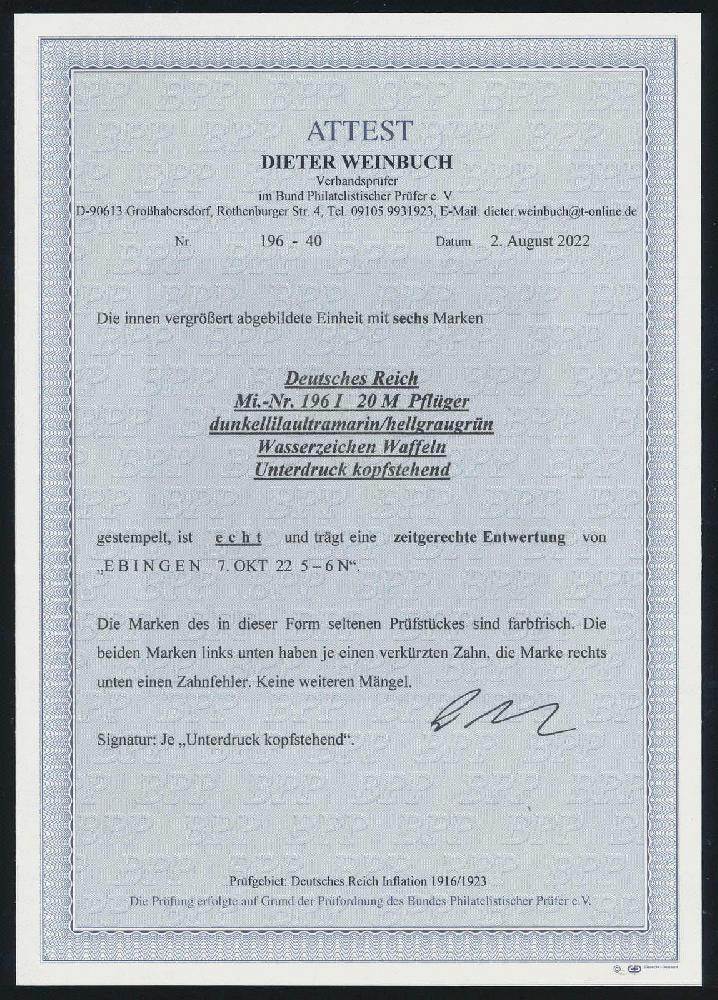 ATTEST
DIETER WEINBUCH
Verbandsprüfer
im Bund Philatelistischer Prüfer e. V
D-90613 Großhabersdorf, Rothenburger Str. 4, Tel. 09105 9931923, E-Mail: dieter.weinbuch@t-online.de
Nr. 196 - 40 Datum 2. August 2022
Die innen vergrößert abgebildete Einheit mit sechs Marken
Deutsches Reich
Mi.-Nr. 196 I 20 M Pflüger
dunkellilaultramarin/hellgraugrün
Wasserzeichen Waffeln
Unterdruck kopfstehend
gestempelt, ist echt und trägt eine zeitgerechte Entwertung von
„EBINGEN 7. OKT 22 5–6 N“.
Die Marken des in dieser Form seltenen Prüfstückes sind farbfrisch. Die
beiden Marken links unten haben je einen verkürzten Zahn, die Marke rechts
unten einen Zahnfehler. Keine weiteren Mängel.
Signatur: Je „Unterdruck kopfstehend“.
Prüfgebiet: Deutsches Reich Inflation 1916/1923
Die Prüfung erfolgte auf Grund der Prüfordnung des Bundes Philatelistischer Prüfer e.V.